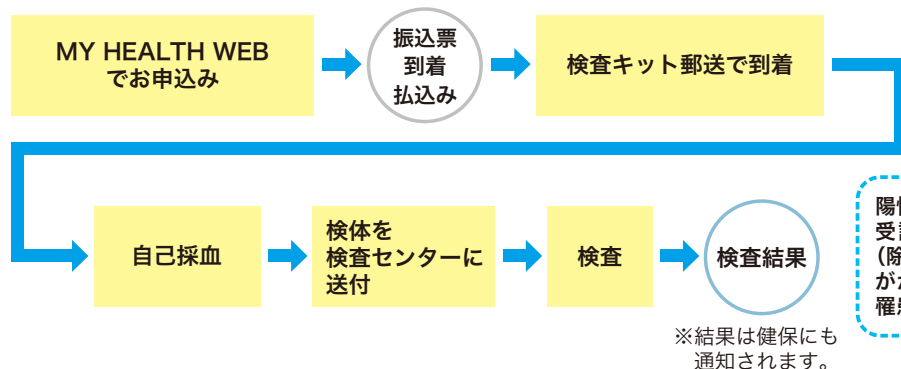 MY HEALTH WEB
でお申込み
振込票
到着
払込み
検査キット郵送で到着
自己採血
検体を
検査センターに
送付
検査
検査結果
※結果は健保にも
通知されます。